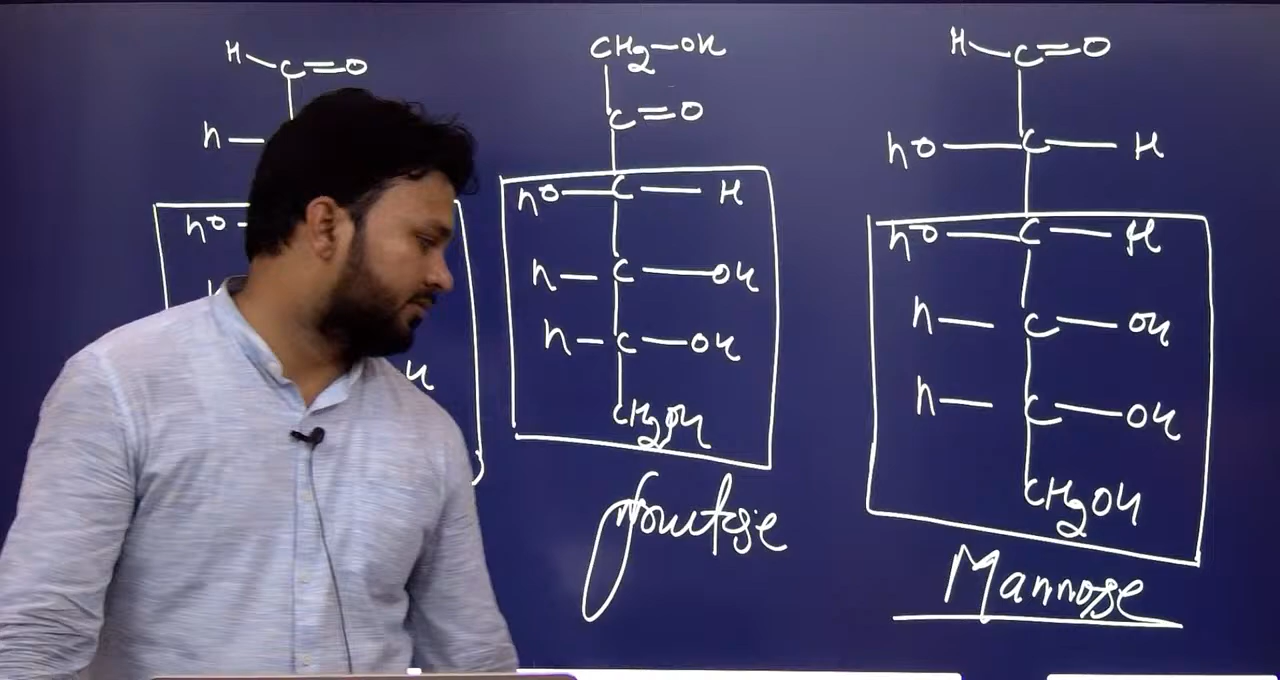 H C=O
H
HO
H
CH2-OH
C=O
HO-C-H
H-C-OH
H-C-OH
CH2OH
Fructose
H C=O
HO-C-H
HO-C-H
H-C-OH
H-C-OH
CH2OH
Mannose